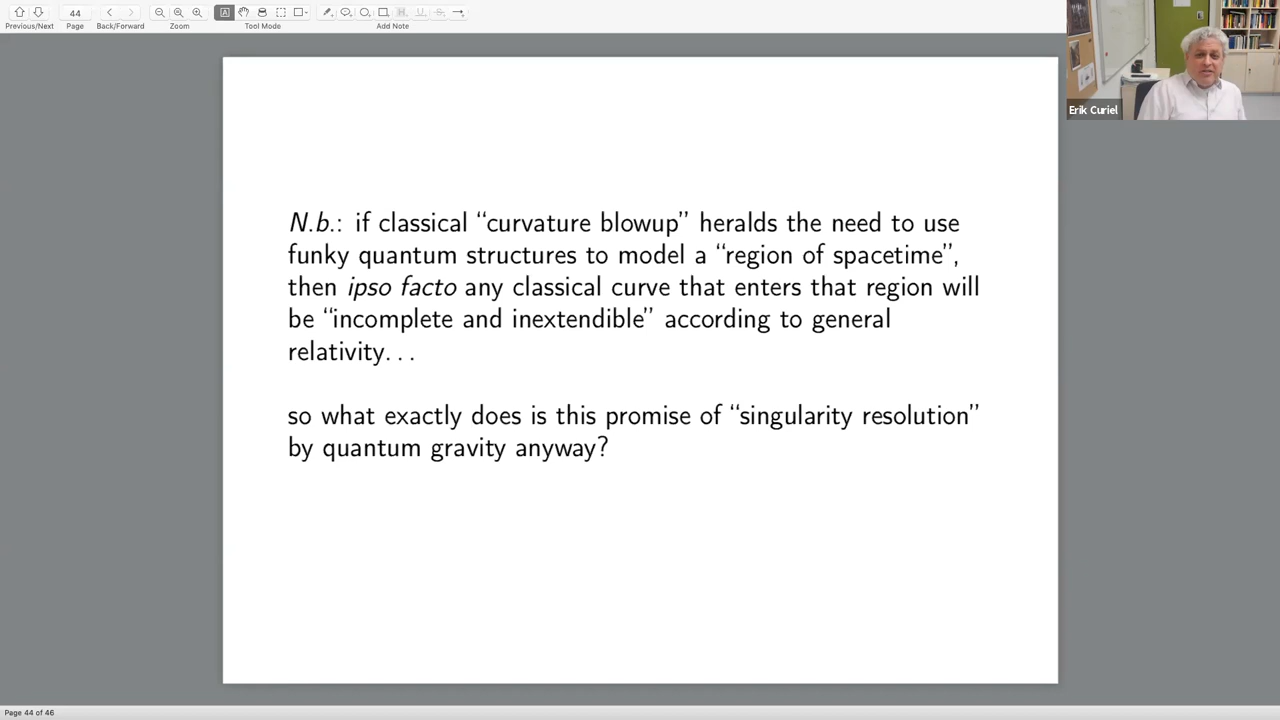 44
Previous/Next
Page
Back/Forward
Zoom
Tool Mode
Add Note
Erik Curiel
N.b.: if classical “curvature blowup” heralds the need to use
funky quantum structures to model a “region of spacetime”,
then ipso facto any classical curve that enters that region will
be “incomplete and inextendible” according to general
relativity. . .
so what exactly does is this promise of “singularity resolution”
by quantum gravity anyway?
Page 44 of 46